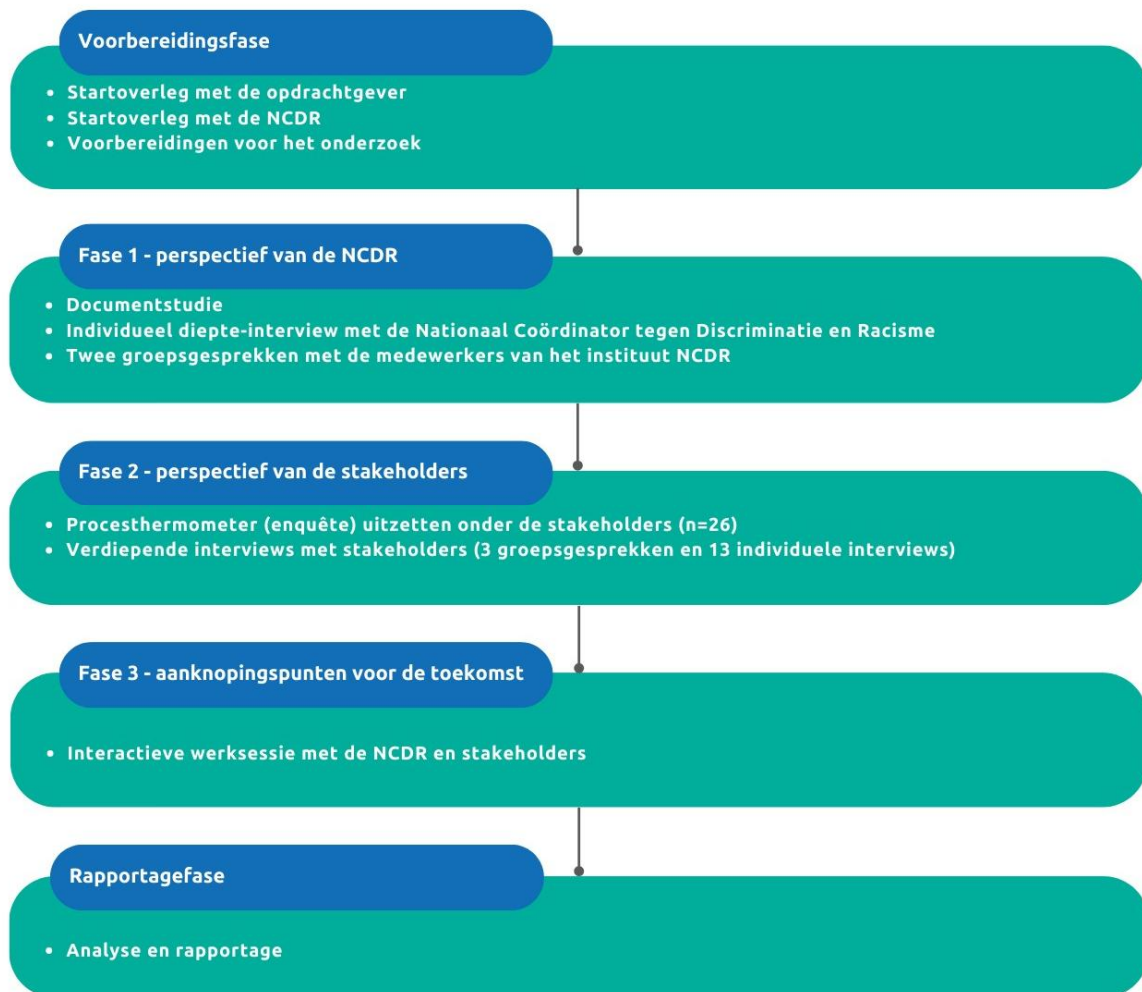 Voorbereidingsfase
• Startoverleg met de opdrachtgever
• Startoverleg met de NCDR
• Voorbereidingen voor het onderzoek
Fase 1 - perspectief van de NCDR
• Documentstudie
• Individueel diepte-interview met de Nationaal Coördinator tegen Discriminatie en Racisme
• Twee groepsgesprekken met de medewerkers van het instituut NCDR
Fase 2 - perspectief van de stakeholders
• Procesthermometer (enquête) uitzetten onder de stakeholders (n=26)
• Verdiepende interviews met stakeholders (3 groepsgesprekken en 13 individuele interviews)
Fase 3 - aanknopingspunten voor de toekomst
• Interactieve werksessie met de NCDR en stakeholders
Rapportagefase
• Analyse en rapportage